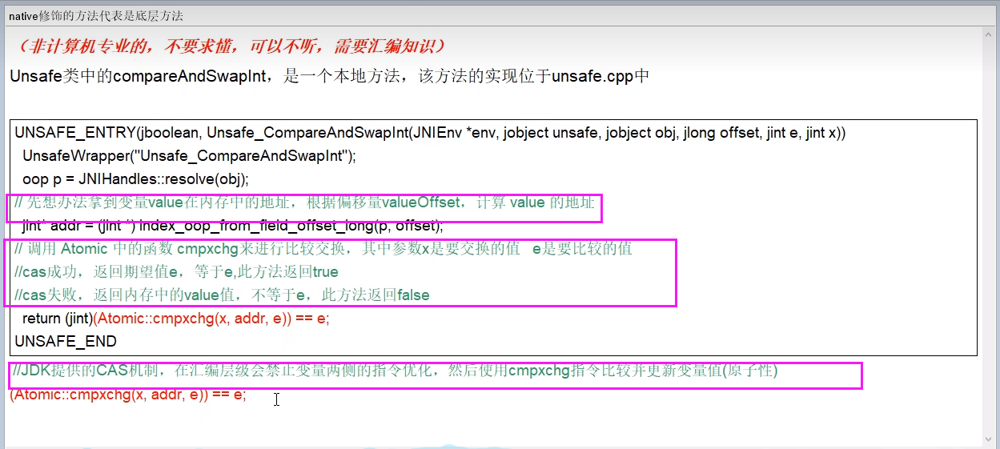 native修饰的方法代表是底层方法
（非计算机专业的，不要求懂，可以不听，需要汇编知识）
Unsafe类中的compareAndSwapInt，是一个本地方法，该方法的实现位于unsafe.cpp中
UNSAFE_ENTRY(jboolean, Unsafe_CompareAndSwapInt(JNIEnv *env, jobject unsafe, jobject obj, jlong offset, jint e, jint x))
UnsafeWrapper("Unsafe_CompareAndSwapInt");
oop p = JNIHandles::resolve(obj);
// 先想办法拿到变量value在内存中的地址，根据偏移量valueOffset，计算 value 的地址
jint* addr = (jint *) index_oop_from_field_offset_long(p, offset);
// 调用 Atomic 中的函数 cmpxchg来进行比较交换，其中参数x是要交换的值 e是要比较的值
//cas成功，返回期望值e，等于e,此方法返回true
//cas失败，返回内存中的value值，不等于e，此方法返回false
return (jint)(Atomic::cmpxchg(x, addr, e)) == e;
UNSAFE_END
//JDK提供的CAS机制，在汇编层级会禁止变量两侧的指令优化，然后使用cmpxchg指令比较并更新变量值(原子性)
(Atomic::cmpxchg(x, addr, e)) == e;